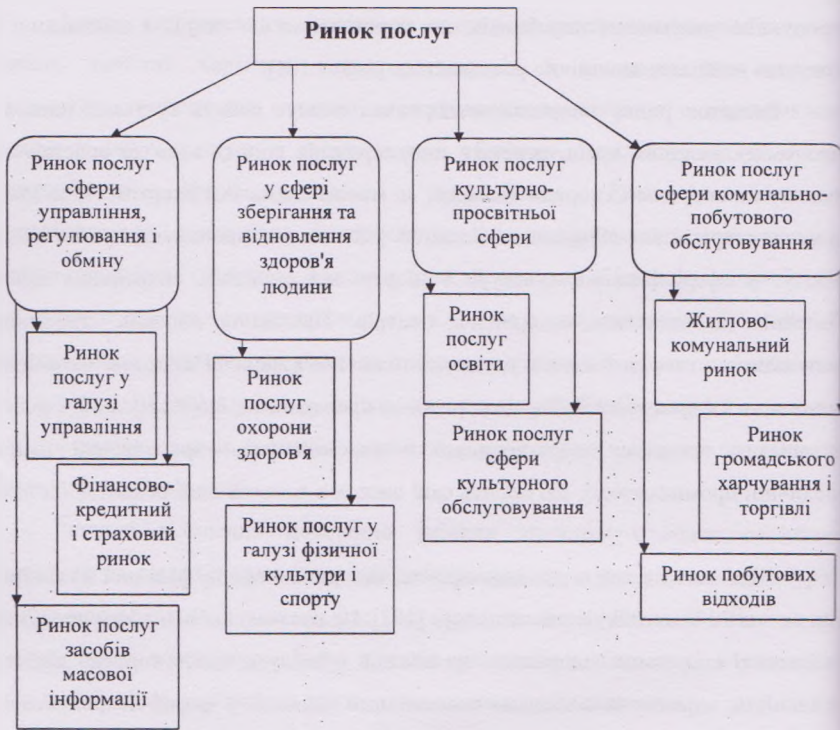 Ринок послуг
Ринок послуг
сфери
управління,
регулювання і
обміну
Ринок послуг
у сфері
зберігання та
відновлення
здоров'я
людини
Ринок послуг
культурно-
просвітньої
сфери
Ринок послуг
сфери комунально-
побутового
обслуговування
Ринок
послуг у
галузі
управління
Фінансово-
кредитний
і страховий
ринок
Ринок послуг
засобів
масової
інформації
Ринок
послуг
охорони
здоров'я
Ринок послуг у
галузі фізичної
культури і
спорту
Ринок
послуг
освіти
Ринок послуг
сфери
культурного
обслуговування
Житлово-
комунальний
ринок
Ринок
громадського
харчування і
торгівлі
Ринок побутових
відходів